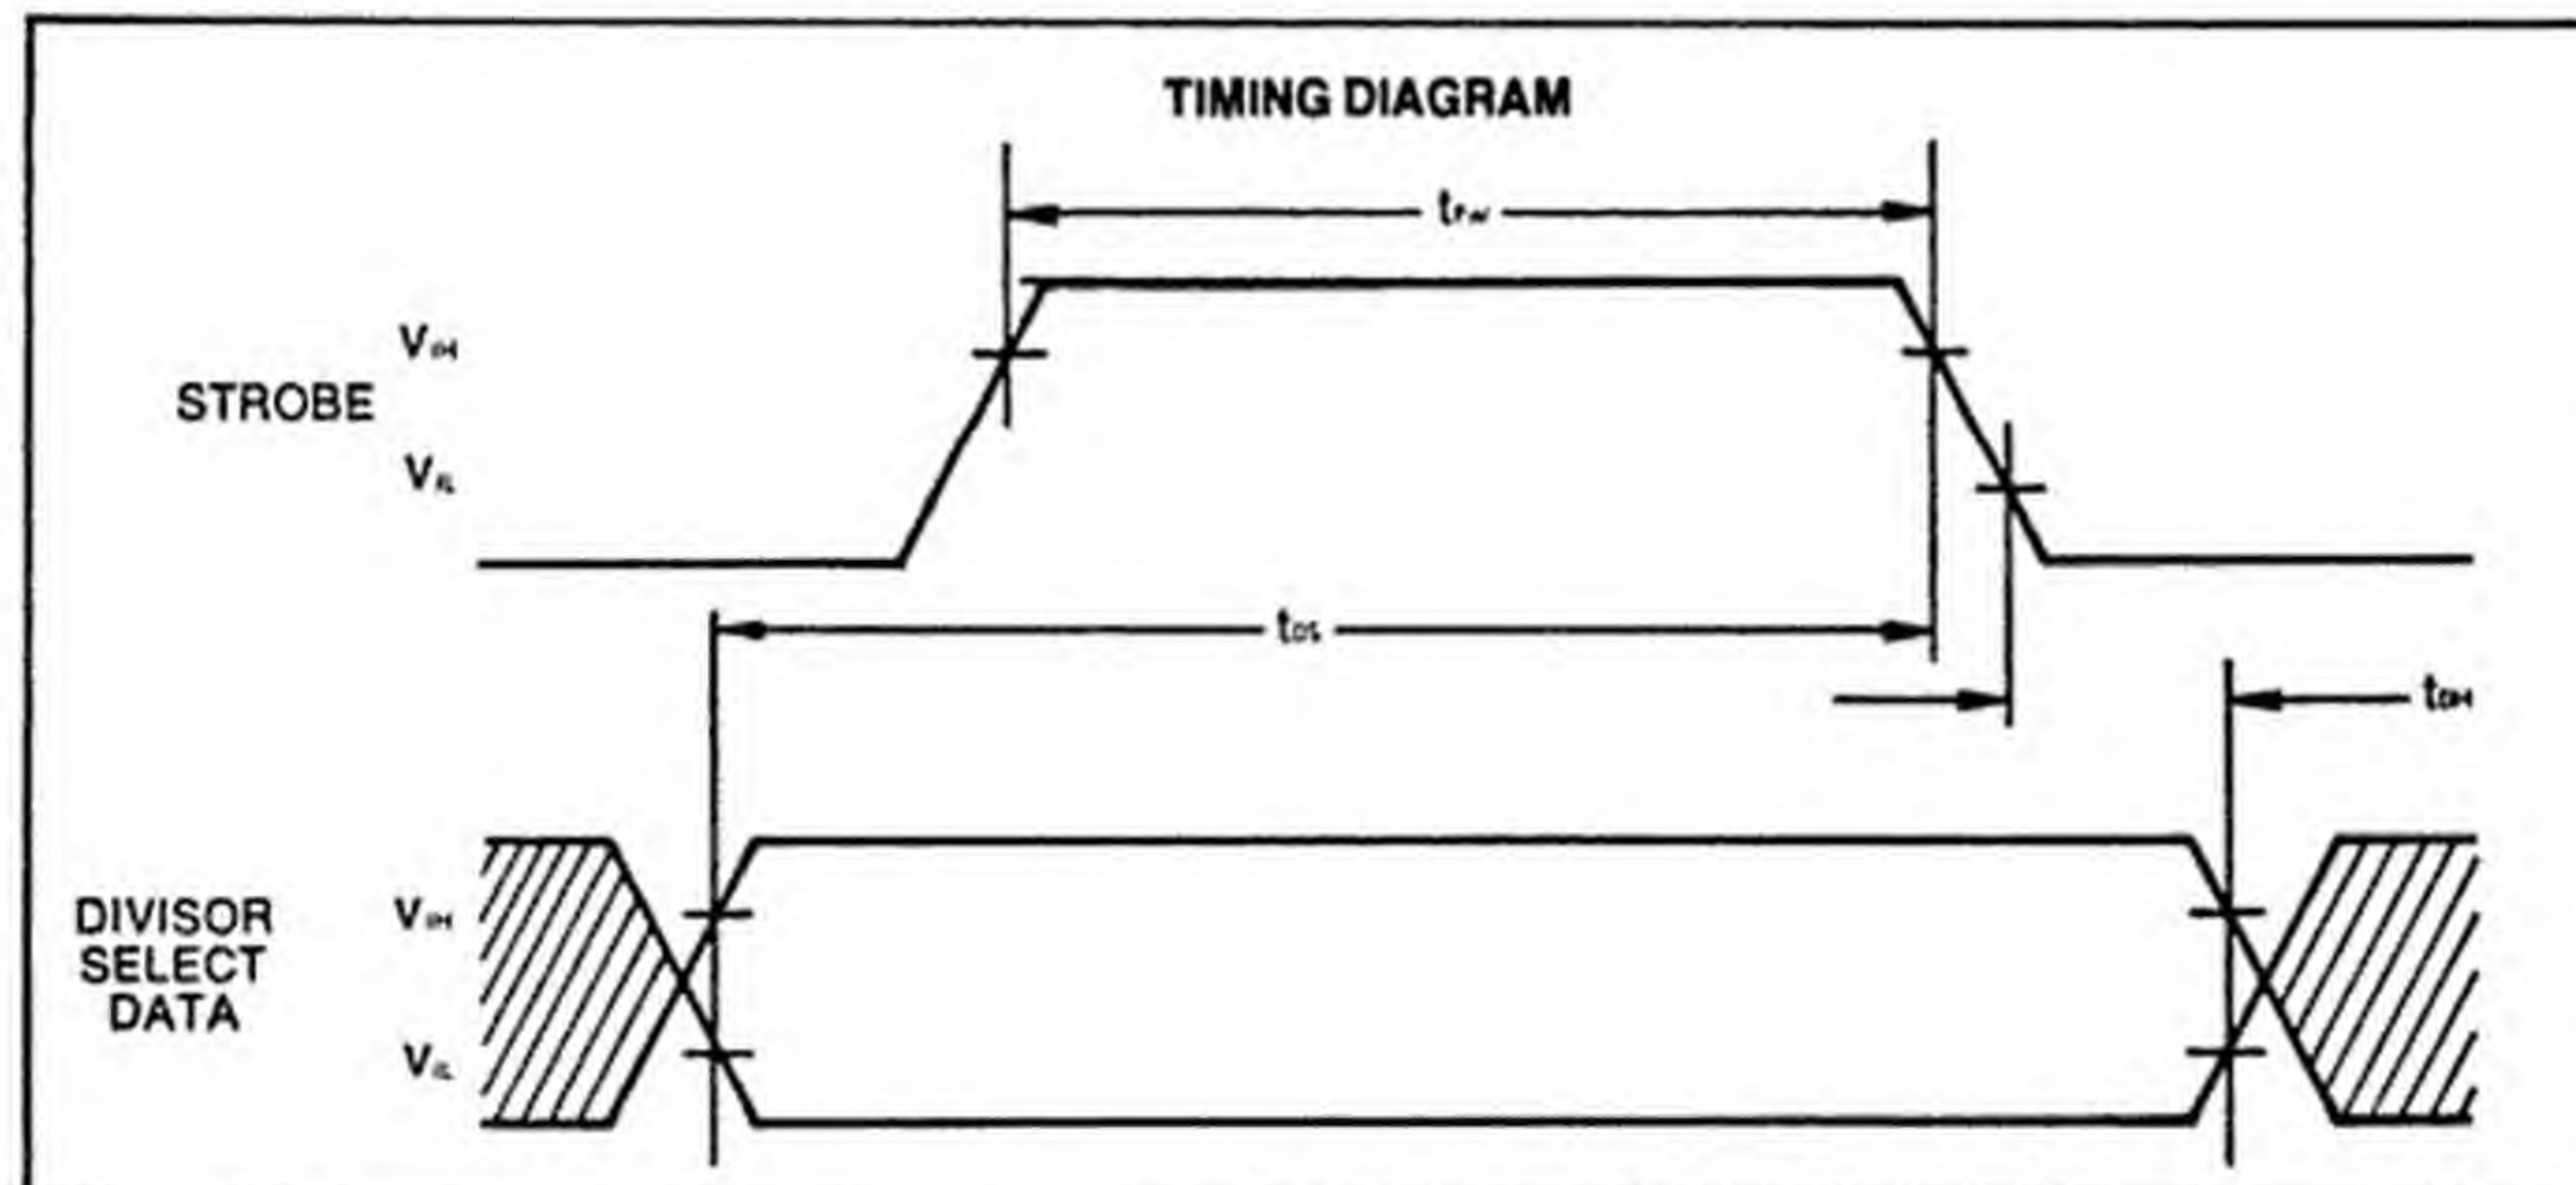 TIMING DIAGRAM
tPW
VIH
STROBE
VIL
tDS
tDH
DIVISOR
SELECT
DATA
VIH
VIL